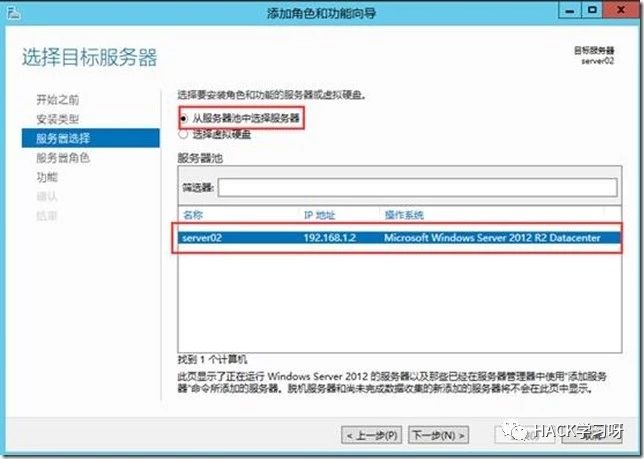 添加角色和功能向导
选择目标服务器
目标服务器
server02
开始之前
安装类型
服务器选择
服务器角色
功能
确认
结果
选择要安装角色和功能的服务器或虚拟硬盘。
从服务器池中选择服务器
选择虚拟硬盘
服务器池
筛选器:
名称 IP 地址 操作系统
server02 192.168.1.2 Microsoft Windows Server 2012 R2 Datacenter
找到 1 个计算机
此页显示了正在运行 Windows Server 2012 的服务器以及那些已经在服务器管理器中使用"添加服务
器"命令所添加的服务器。脱机服务器和尚未完成数据收集的新添加的服务器将不会在此页中显示。
< 上一步(P) 下一步(N) >
HACK学习呀